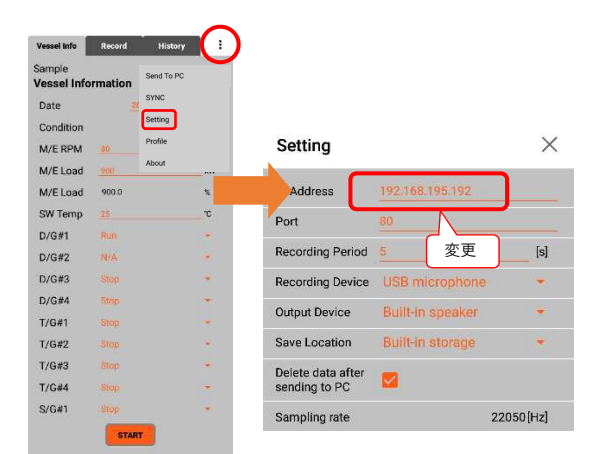 Vessel Info Record History
Sample
Vessel Information
Send To PC
SYNC
Setting
Profile
About
Date
Condition
M/E RPM 80
M/E Load 900
M/E Load 900.0 %
SW Temp 25 ℃
D/G#1 Run
D/G#2 N/A
D/G#3 Stop
D/G#4 Stop
T/G#1 Stop
T/G#2 Stop
T/G#3 Stop
T/G#4 Stop
S/G#1 Stop
START
Setting
Address 192.168.195.192
Port 80
変更
Recording Period 5 [s]
Recording Device USB microphone
Output Device Built-in speaker
Save Location Built-in storage
Delete data after
sending to PC
Sampling rate 22050[Hz]